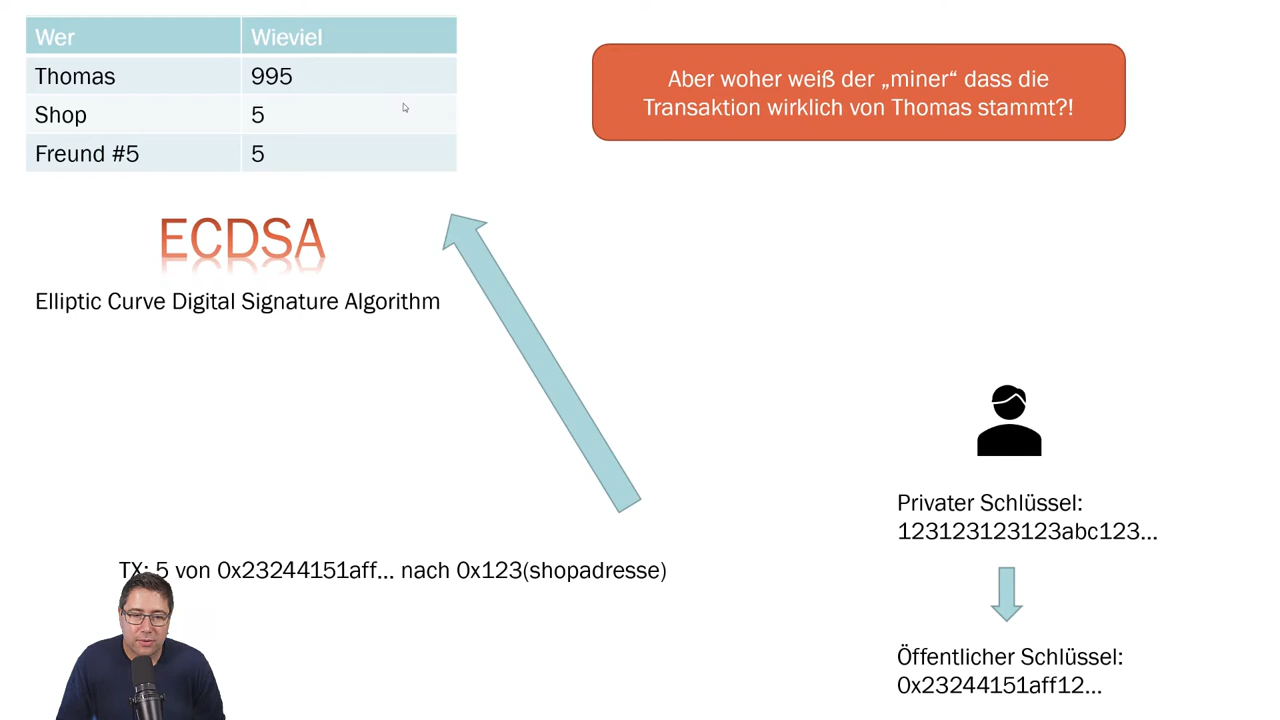 Wer Wieviel
Thomas 995
Shop 5
Freund #5 5
Aber woher weiß der „miner“ dass die
Transaktion wirklich von Thomas stammt?!
ECDSA
Elliptic Curve Digital Signature Algorithm
Privater Schlüssel:
123123123123abc123...
TX: 5 von 0x23244151aff... nach 0x123(shopadresse)
Öffentlicher Schlüssel:
0x23244151aff12...